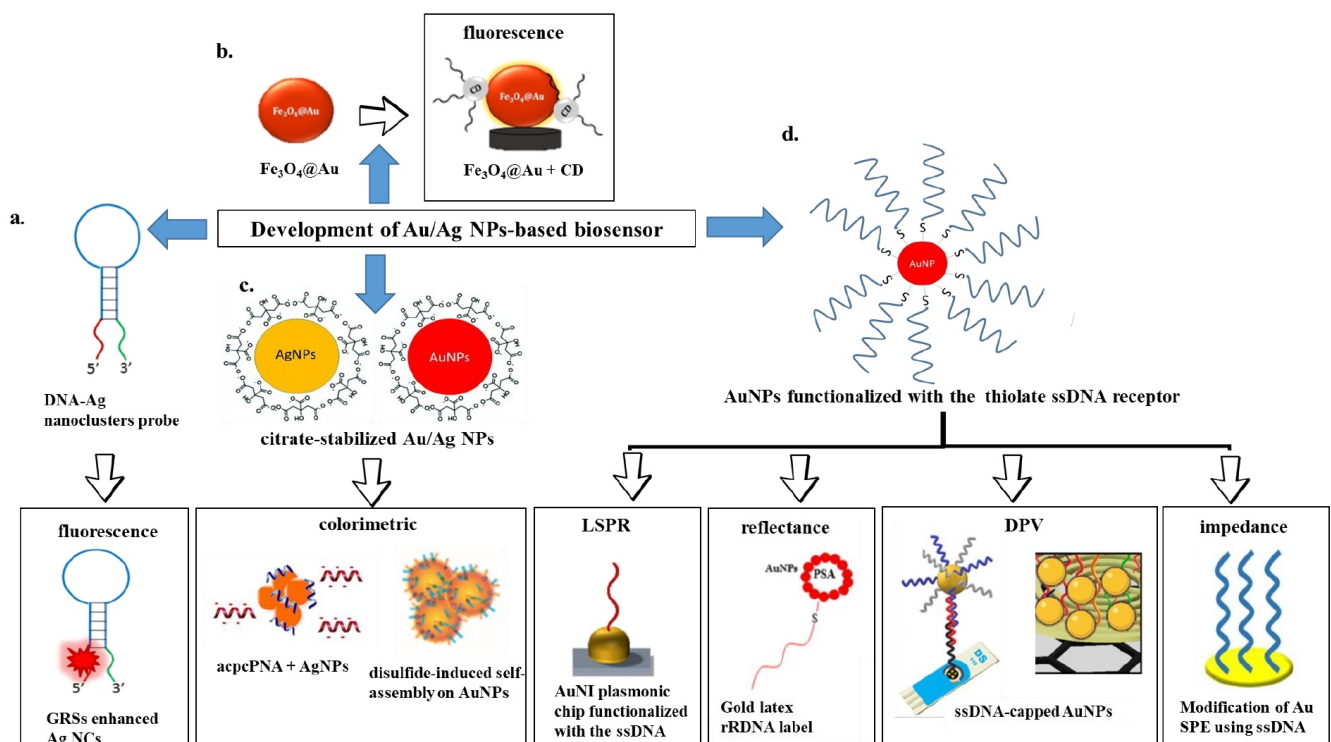 b.
Fe3O4@Au
Fe3O4@Au
fluorescence
CD
Fe3O4@Au
CD
Fe3O4@Au + CD
d.
S S S S S S S S S S
AuNP
AuNPs functionalized with the thiolate ssDNA receptor
Development of Au/Ag NPs-based biosensor
a.
5' 3'
DNA-Ag
nanoclusters probe
c.
AgNPs
AuNPs
citrate-stabilized Au/Ag NPs
fluorescence
5' 3'
GRSs enhanced
Ag NCs
colorimetric
acpcPNA + AgNPs
disulfide-induced self-
assembly on AuNPs
LSPR
AuNI plasmonic
chip functionalized
with the ssDNA
reflectance
AuNPs
PSA
S
Gold latex
rRDNA label
DPV
DS
ssDNA-capped AuNPs
impedance
Modification of Au
SPE using ssDNA